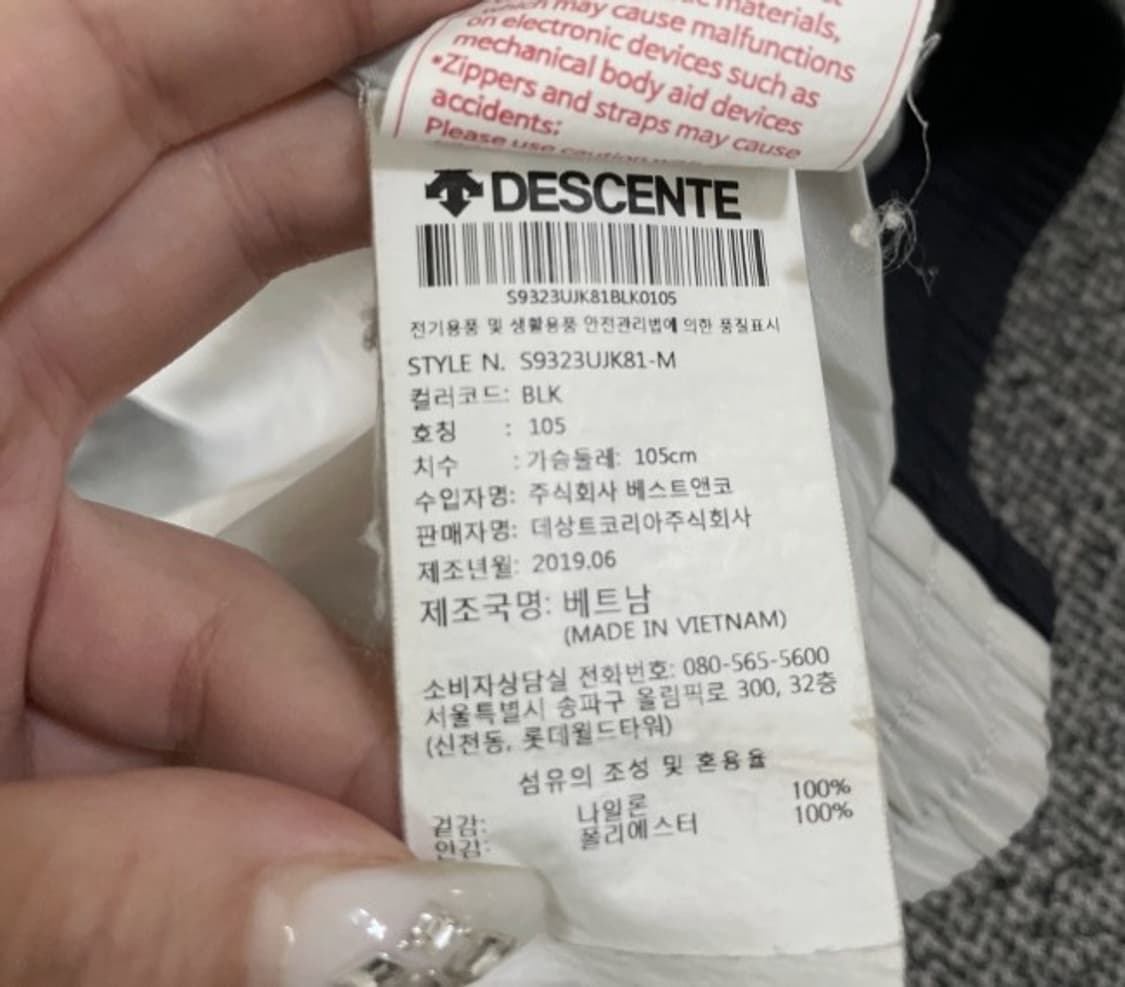 materials,
may cause malfunctions
on electronic devices such as
mechanical body aid devices
•Zippers and straps may cause
accidents:
Please use caution
DESCENTE
S9323UJK81BLK0105
전기용품 및 생활용품 안전관리법에 의한 품질표시
STYLE N. S9323UJK81-M
컬러코드: BLK
호칭 : 105
치수 : 가슴둘레: 105cm
수입자명: 주식회사 베스트앤코
판매자명: 데상트코리아주식회사
제조년월: 2019.06
제조국명: 베트남
(MADE IN VIETNAM)
소비자상담실 전화번호: 080-565-5600
서울특별시 송파구 올림픽로 300, 32층
(신천동, 롯데월드타워)
섬유의 조성 및 혼용율
겉감: 나일론 100%
안감: 폴리에스터 100%